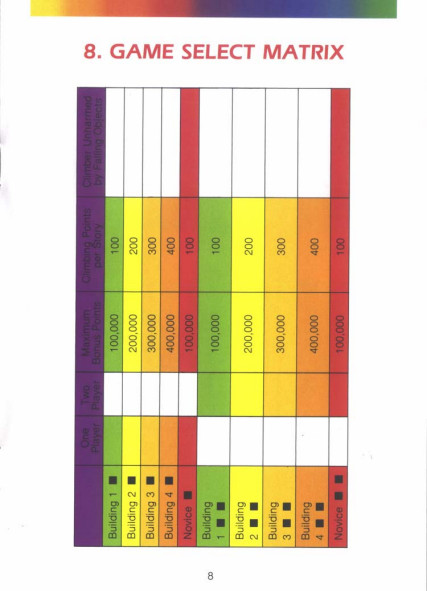 8. GAME SELECT MATRIX
One Player
Two Player
Maximum Bonus Points
Climbing Points per Story
Climber Unharmed by Falling Objects
Building 1 ■ 100,000 100
Building 2 ■ 200,000 200
Building 3 ■ 300,000 300
Building 4 ■ 400,000 400
Novice ■ 100,000 100
Building 1 ■ ■ 100,000 100
Building 2 ■ ■ 200,000 200
Building 3 ■ ■ 300,000 300
Building 4 ■ ■ 400,000 400
Novice ■ ■ 100,000 100
8